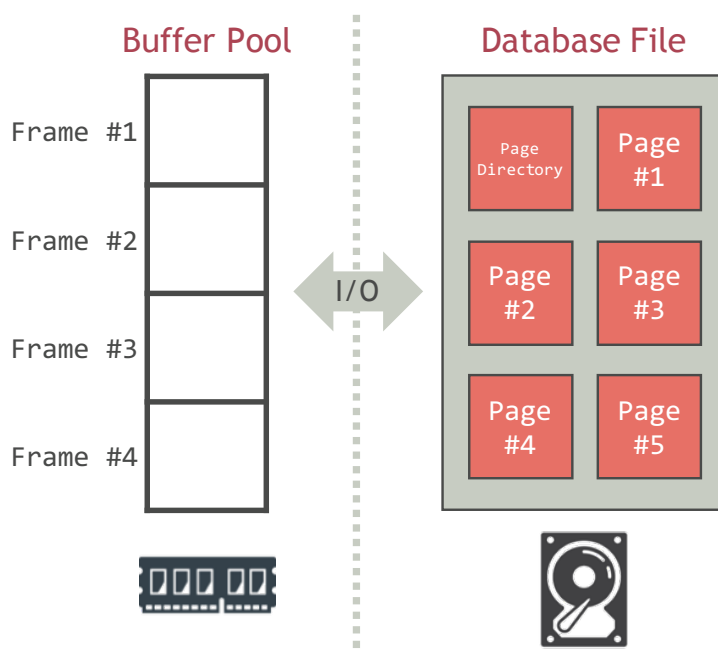 Buffer Pool
Frame #1
Frame #2
Frame #3
Frame #4
I/O
Database File
Page
Directory
Page
#1
Page
#2
Page
#3
Page
#4
Page
#5